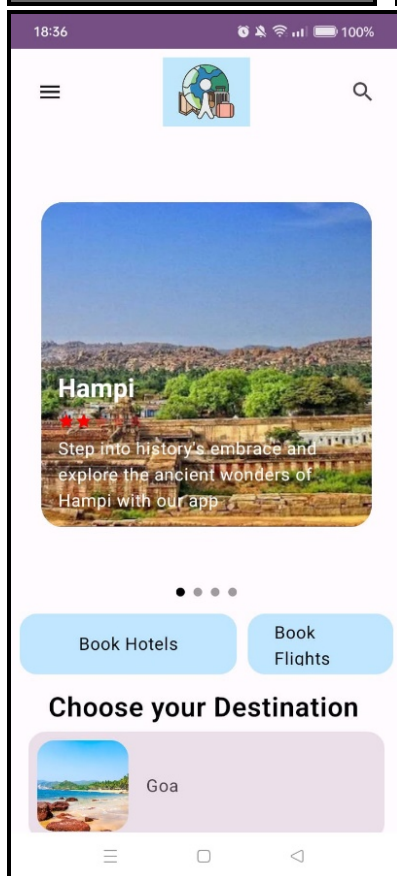 18:36
100%
Hampi
Step into history's embrace and
explore the ancient wonders of
Hampi with our app
Book Hotels
Book
Flights
Choose your Destination
Goa